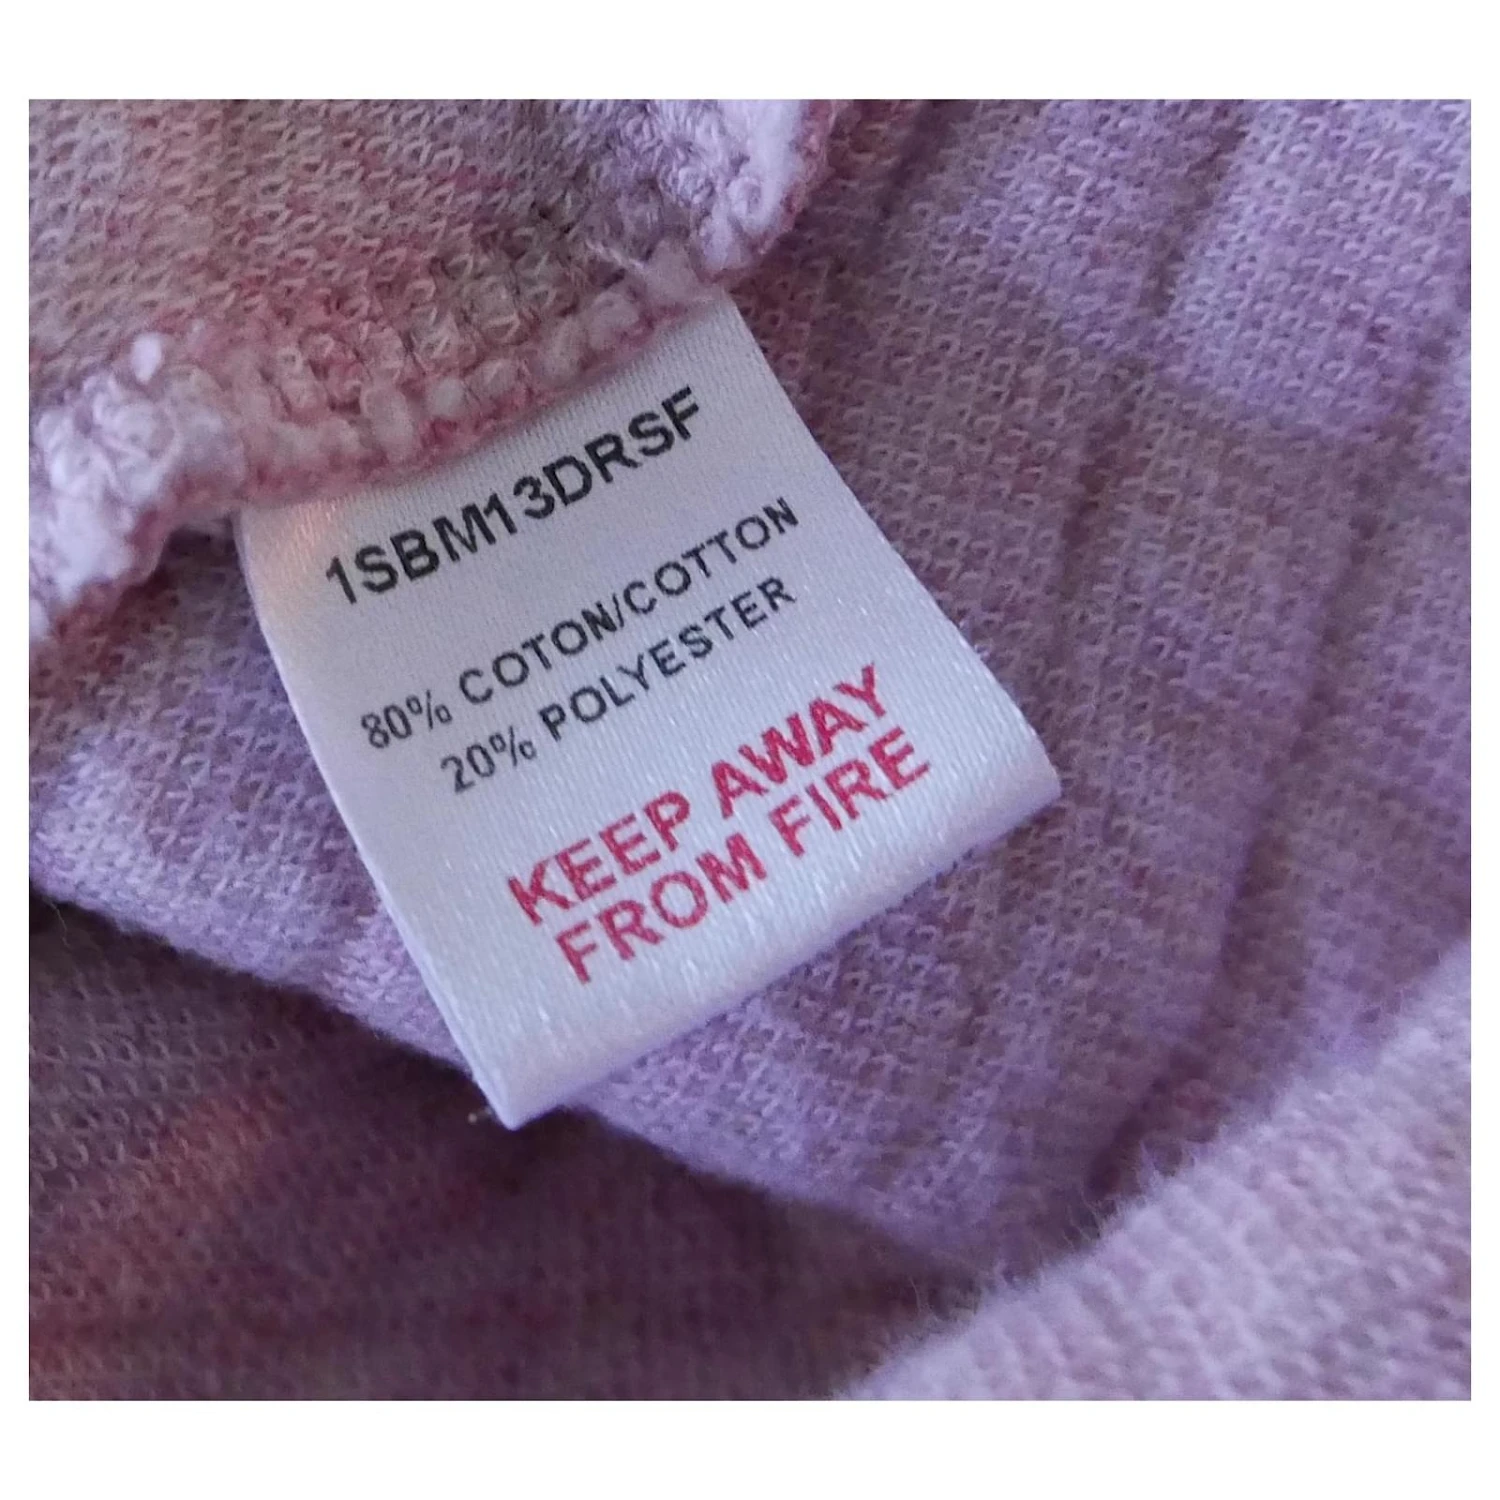 1SBM13DRSF
80% COTON/COTTON
20% POLYESTER
KEEP AWAY
FROM FIRE